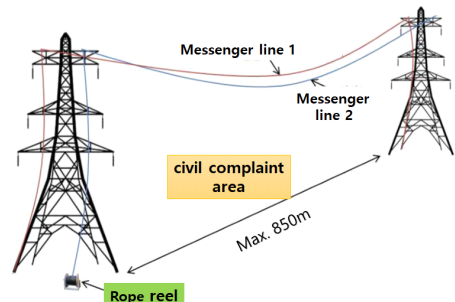 Messenger line 1
Messenger
line 2
civil complaint
area
Max. 850m
Rope reel